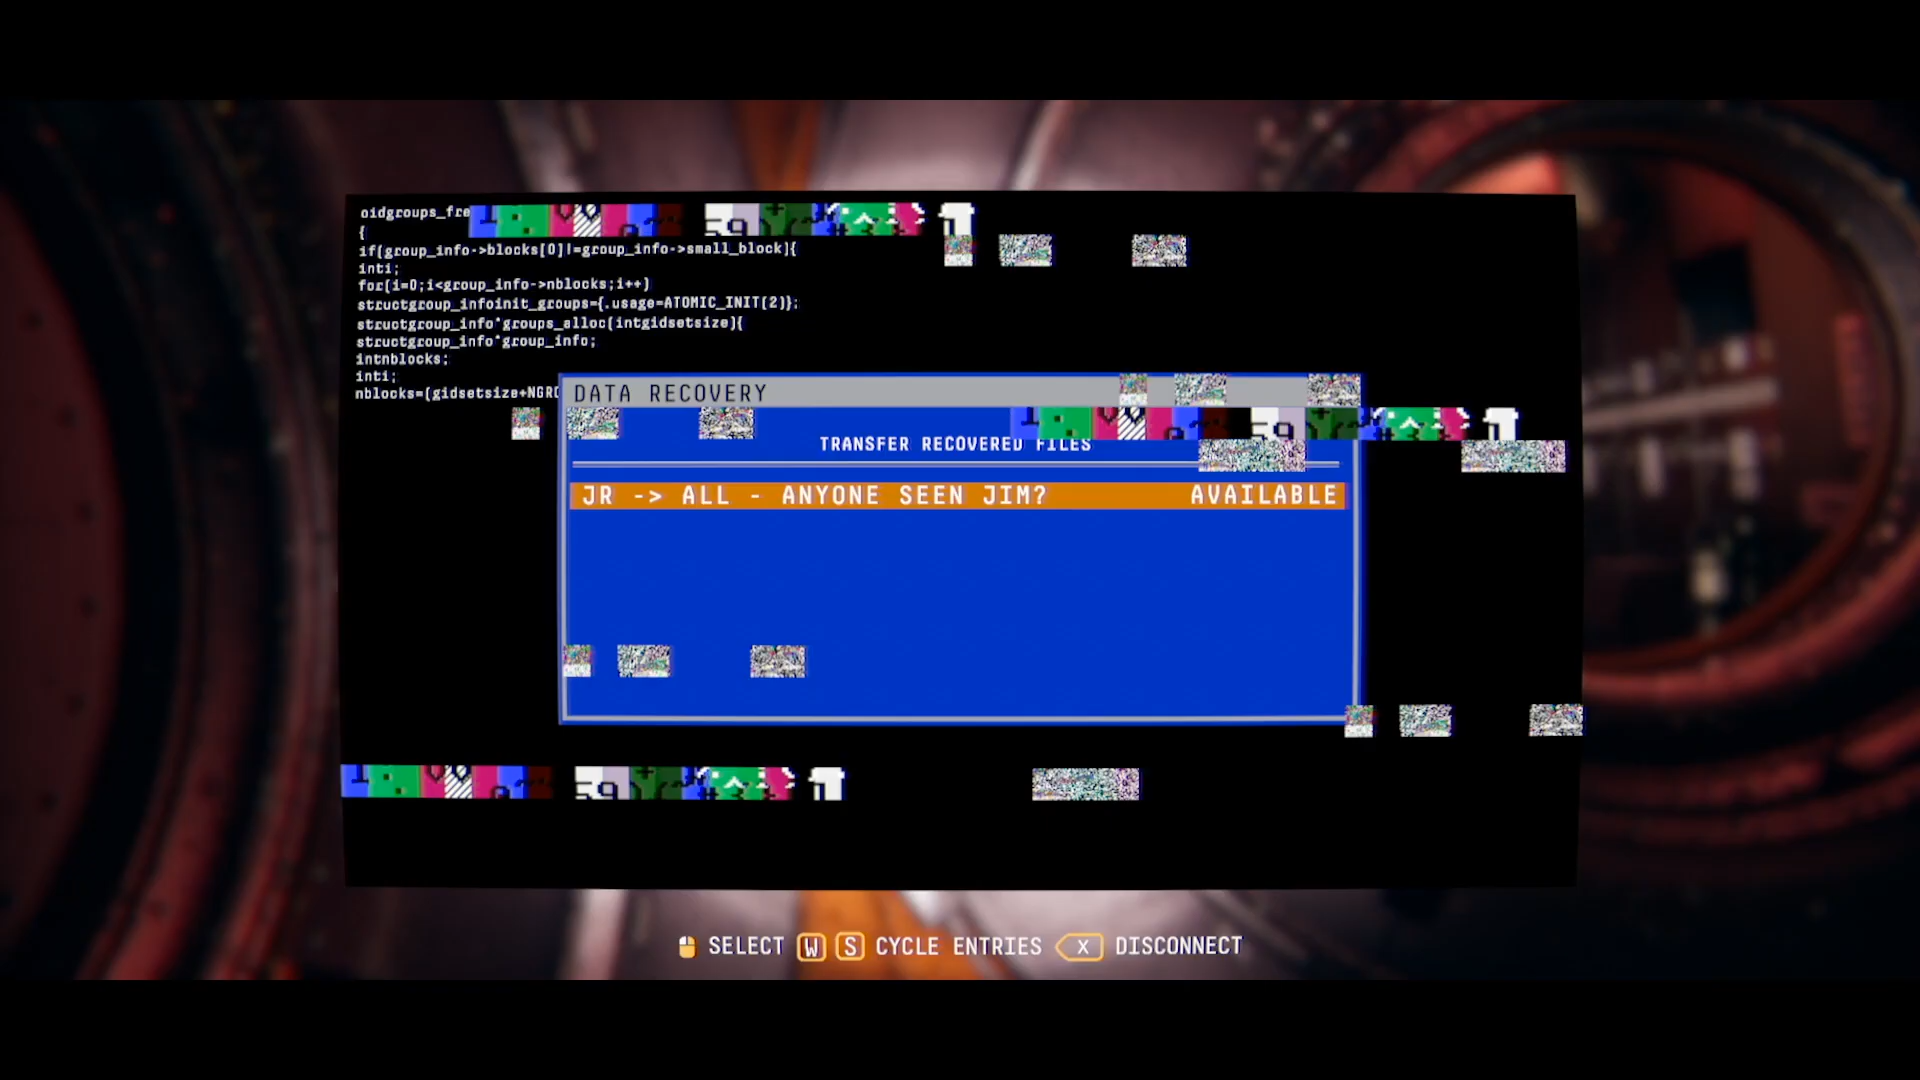 oidgroups_fre
{
if(group_info->blocks[0]!=group_info->small_block){
inti;
for(i=0;i<group_info->nblocks;i++)
structgroup_infoinit_groups={.usage=ATOMIC_INIT(2)};
structgroup_info*groups_alloc(intgidsetsize){
structgroup_info*group_info;
intnblocks;
inti;
nblocks=(gidsetsize+NGRO
DATA RECOVERY
TRANSFER RECOVERED FILES
JR -> ALL - ANYONE SEEN JIM? AVAILABLE
SELECT W S CYCLE ENTRIES X DISCONNECT